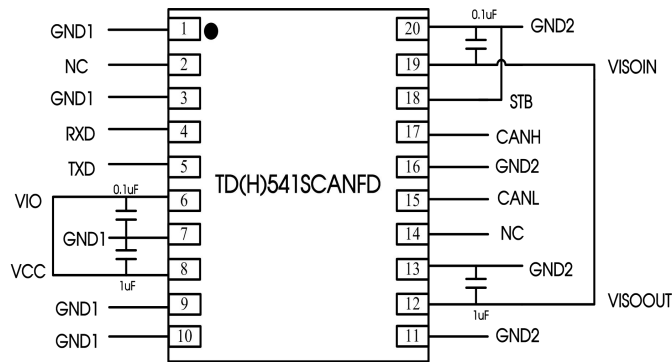 0.1uF
GND1 1 20 GND2
NC 2 19 VISOIN
GND1 3 18 STB
RXD 4 17 CANH
TXD 5 16 GND2
TD(H)541SCANFD
0.1uF
VIO 6 15 CANL
GND1 7 14 NC
VCC 8 13 GND2
1uF
GND1 9 12 VISOOUT
1uF
GND1 10 11 GND2